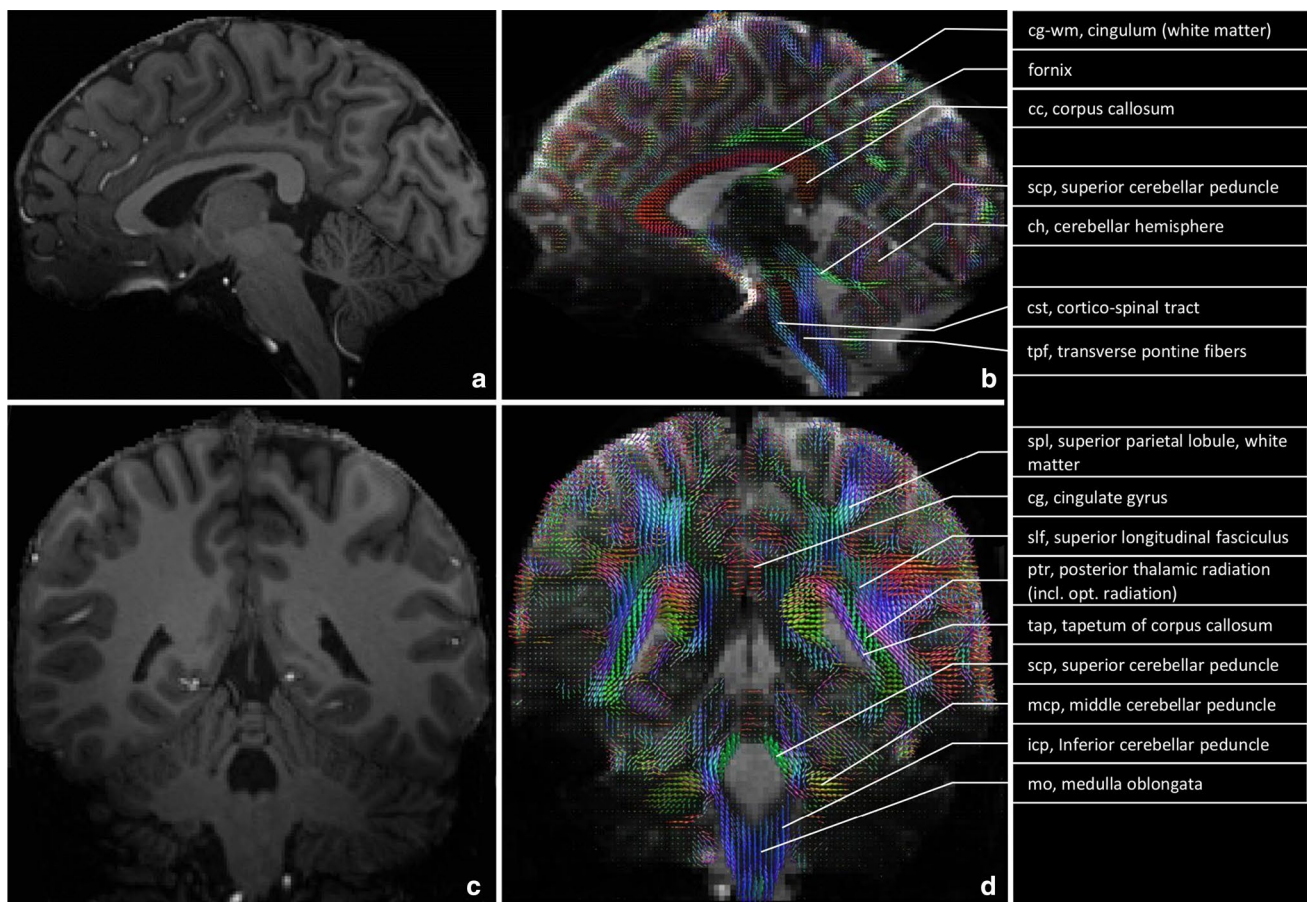 a
b
cg-wm, cingulum (white matter)
fornix
cc, corpus callosum
scp, superior cerebellar peduncle
ch, cerebellar hemisphere
cst, cortico-spinal tract
tpf, transverse pontine fibers
c
d
spl, superior parietal lobule, white
matter
cg, cingulate gyrus
slf, superior longitudinal fasciculus
ptr, posterior thalamic radiation
(incl. opt. radiation)
tap, tapetum of corpus callosum
scp, superior cerebellar peduncle
mcp, middle cerebellar peduncle
icp, Inferior cerebellar peduncle
mo, medulla oblongata